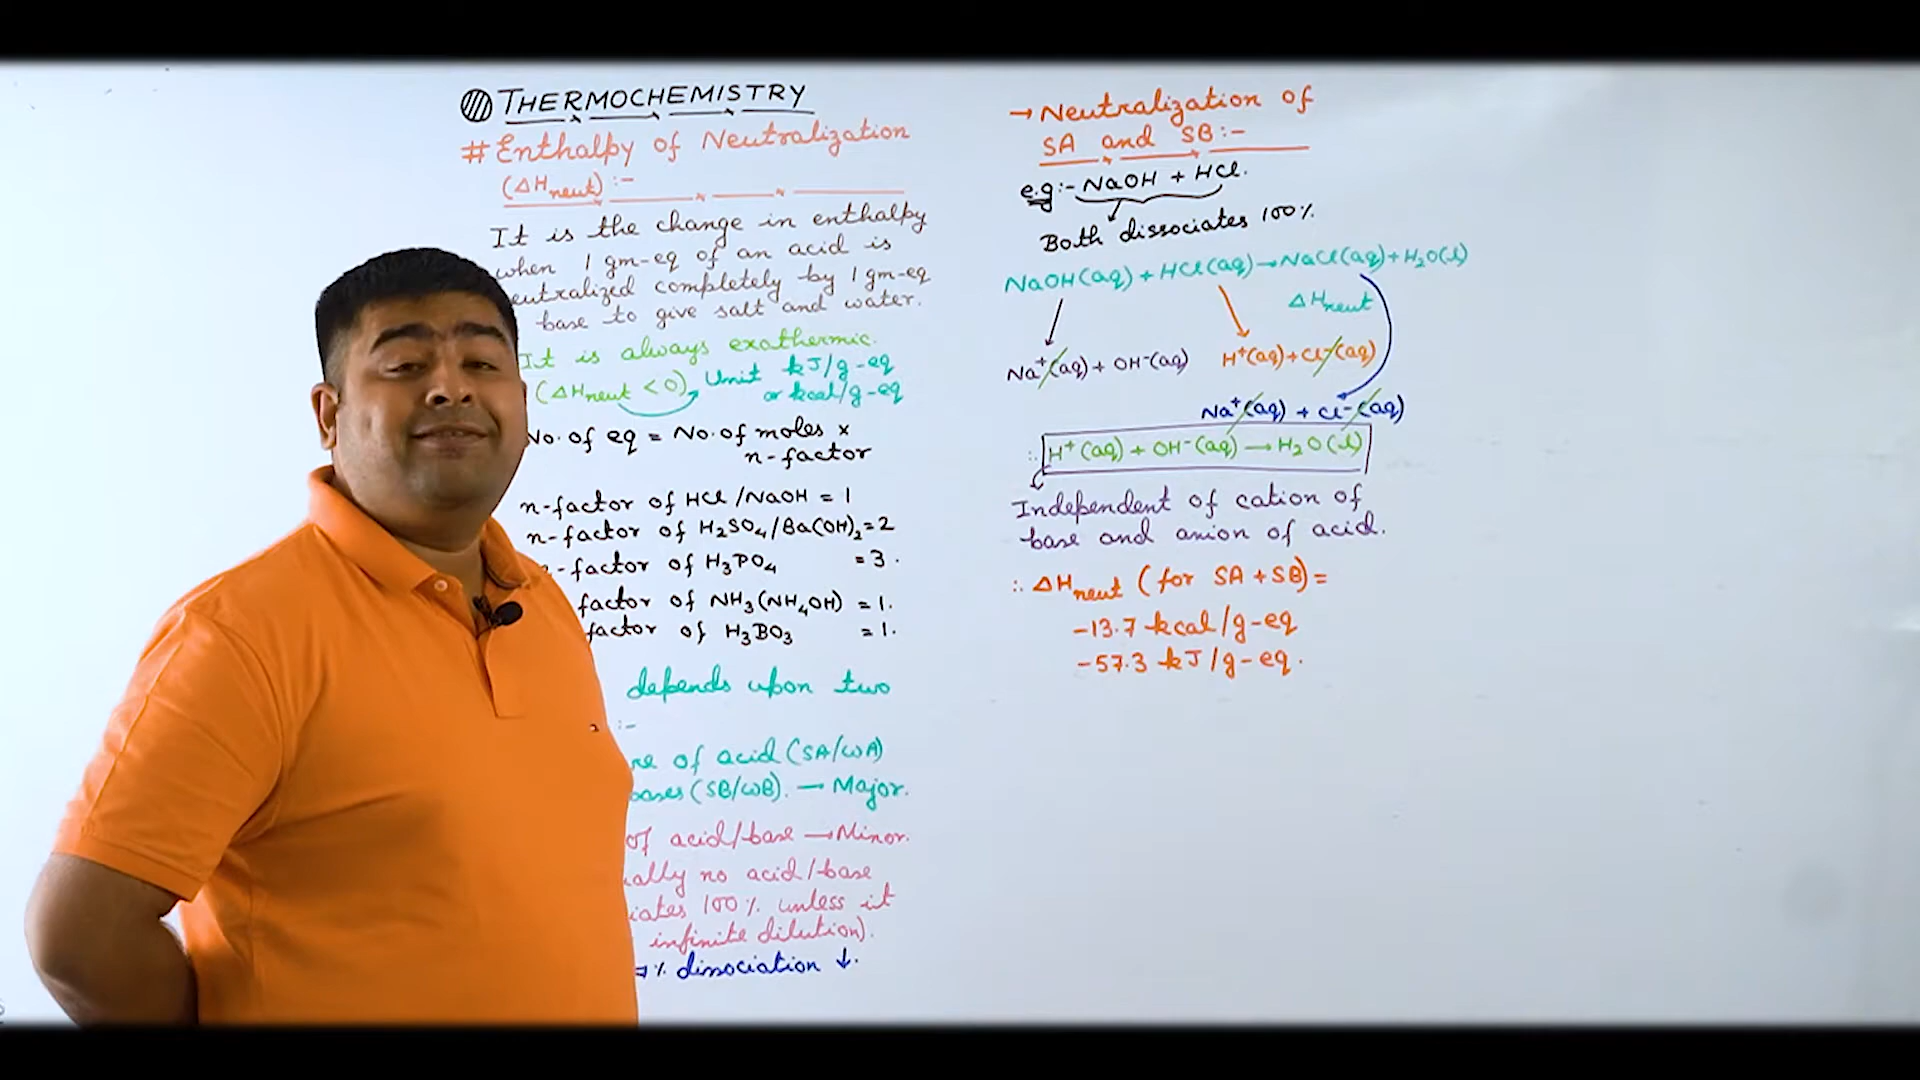 THERMOCHEMISTRY
# Enthalpy of Neutralization
(ΔHneut) :-
It is the change in enthalpy
when 1 gm-eq of an acid is
eutralized completely by 1 gm-eq
base to give salt and water.
It is always exothermic.
(ΔHneut < 0) Unit kJ/g-eq
or kcal/g-eq
No. of eq = No. of moles ×
n-factor
n-factor of HCl/NaOH = 1
n-factor of H₂SO₄/Ba(OH)₂ = 2
-factor of H₃PO₄ = 3.
factor of NH₃(NH₄OH) = 1.
factor of H₃BO₃ = 1.
depends upon two
:-
re of acid (SA/WA)
bases (SB/WB). → Major.
of acid/base → Minor.
ally no acid/base
iates 100% unless it
infinite dilution).
% dissociation ↓.
→ Neutralization of
SA and SB:-
e.g:- NaOH + HCl.
Both dissociates 100%.
NaOH(aq) + HCl(aq) → NaCl(aq) + H₂O(l)
ΔHneut
Na⁺(aq) + OH⁻(aq) H⁺(aq) + Cl⁻(aq)
Na⁺(aq) + Cl⁻(aq)
∴ H⁺(aq) + OH⁻(aq) → H₂O(l)
Independent of cation of
base and anion of acid.
∴ ΔHneut (for SA + SB) =
-13.7 kcal/g-eq
-57.3 kJ/g-eq.